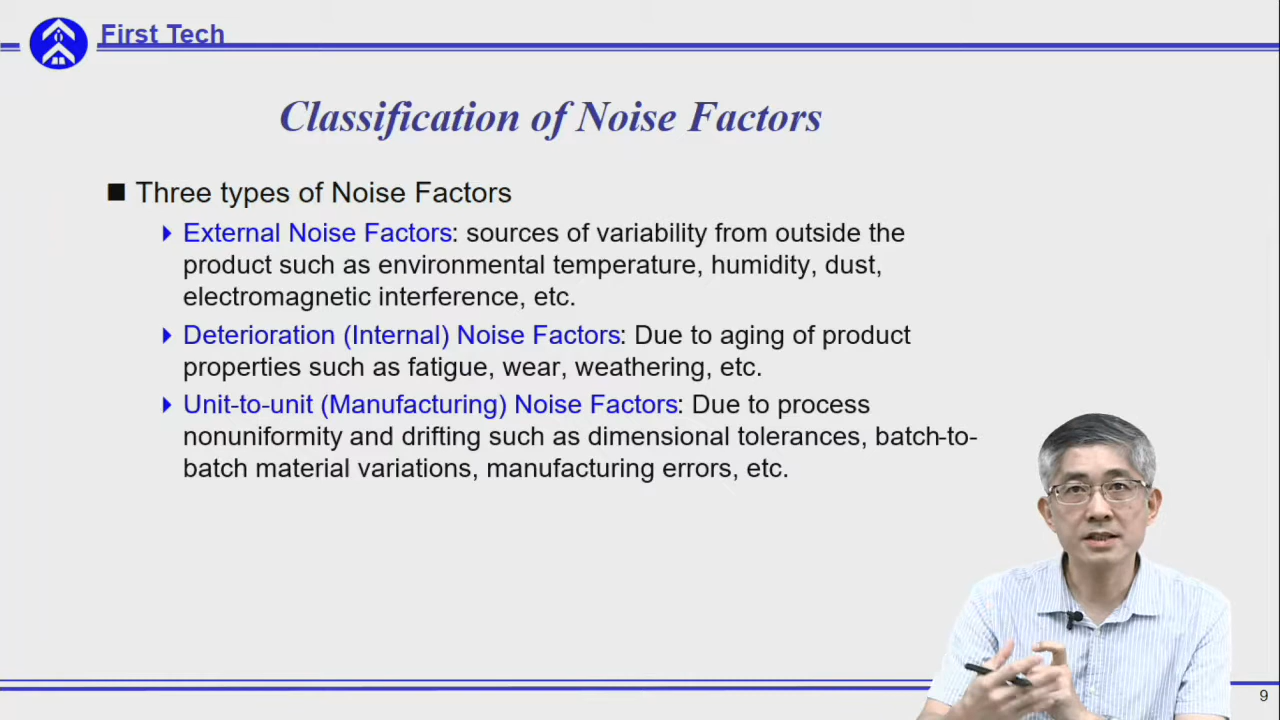 First Tech
Classification of Noise Factors
Three types of Noise Factors
External Noise Factors: sources of variability from outside the
product such as environmental temperature, humidity, dust,
electromagnetic interference, etc.
Deterioration (Internal) Noise Factors: Due to aging of product
properties such as fatigue, wear, weathering, etc.
Unit-to-unit (Manufacturing) Noise Factors: Due to process
nonuniformity and drifting such as dimensional tolerances, batch-to-
batch material variations, manufacturing errors, etc.
9